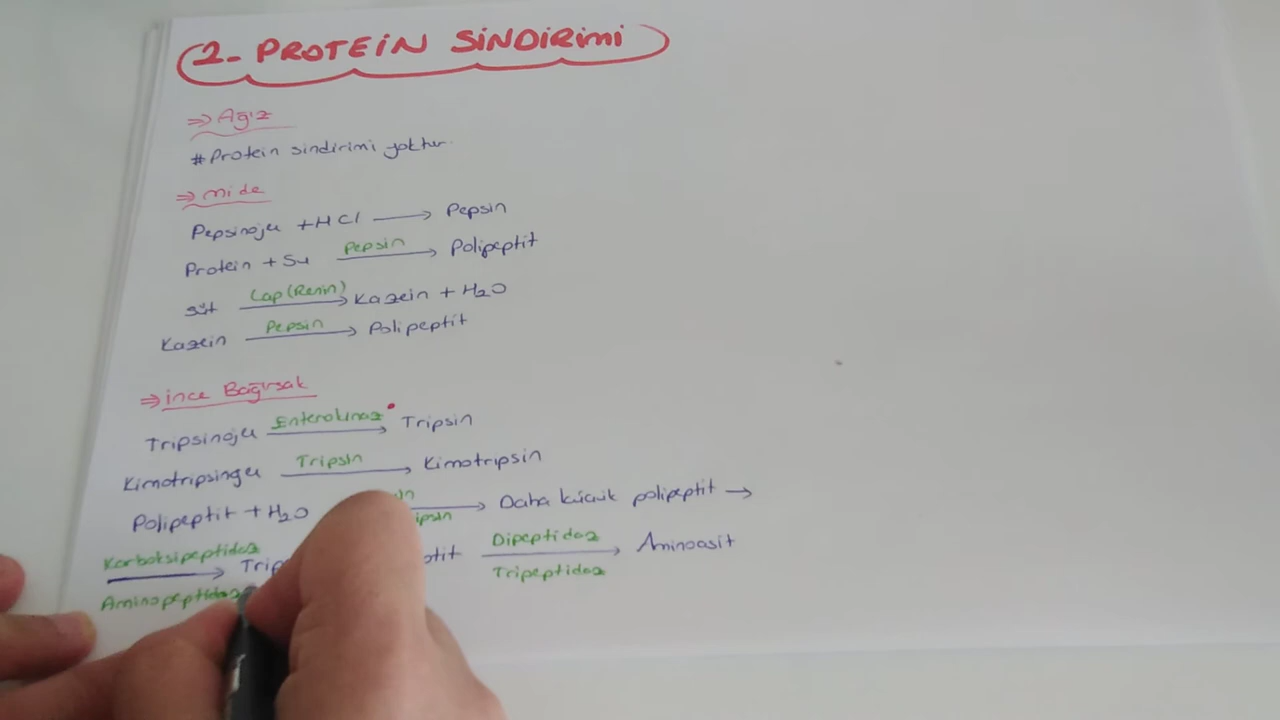 2- PROTEİN SİNDİRİMİ
⇒ Ağız
# Protein sindirimi yoktur.
⇒ mide
Pepsinojen + HCl → Pepsin
Protein + Su Pepsin → Polipeptit
süt Lap (Renin) → Kazein + H2O
Kazein Pepsin → Polipeptit
⇒ ince Bağırsak
Tripsinojen Enterokinaz → Tripsin
Kimotripsinojen Tripsin → Kimotripsin
Polipeptit + H2O → Daha küçük polipeptit →
Karboksipeptidaz Aminopeptidaz → Dipeptidaz Tripeptidaz → Aminoasit